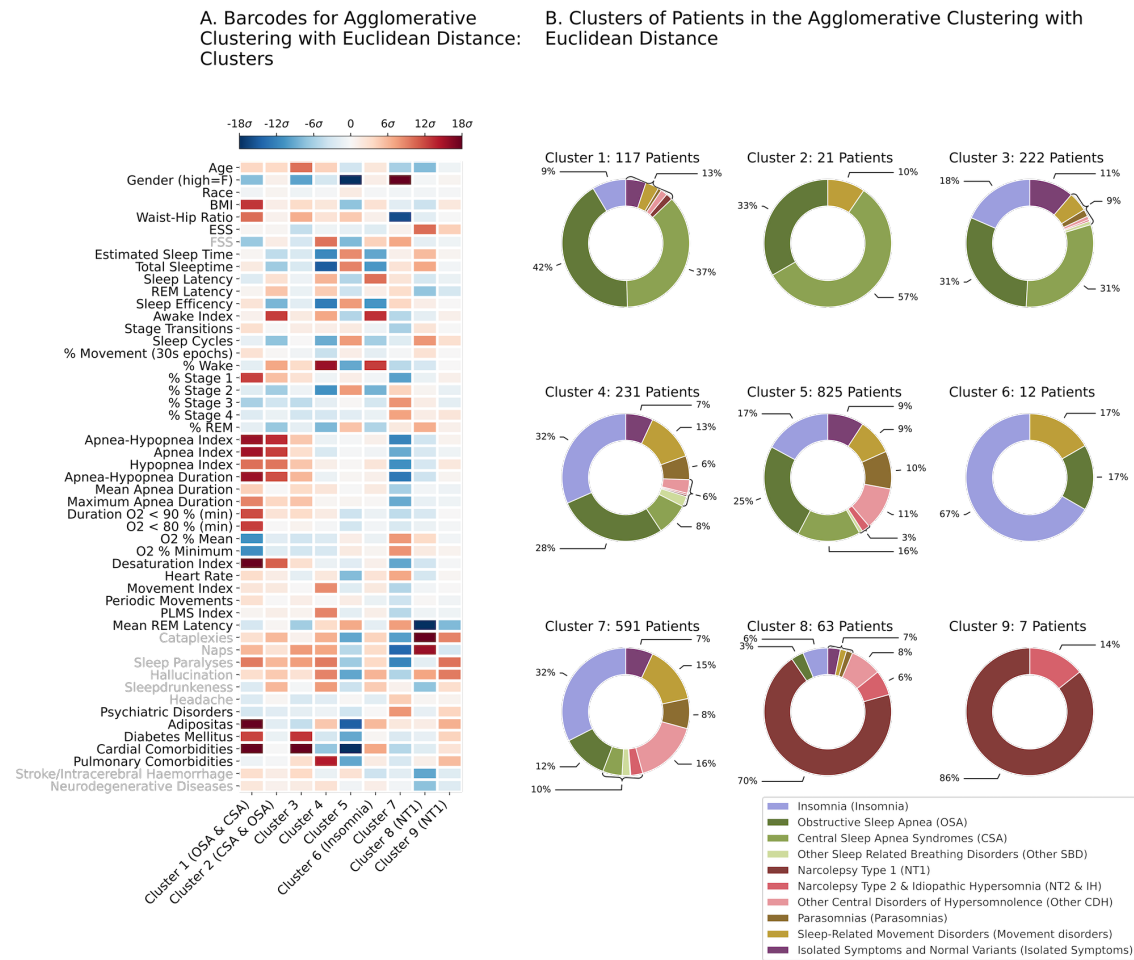 A. Barcodes for Agglomerative
Clustering with Euclidean Distance:
Clusters
-18σ -12σ -6σ 0 6σ 12σ 18σ
Age
Gender (high=F)
Race
BMI
Waist-Hip Ratio
ESS
FSS
Estimated Sleep Time
Total Sleeptime
Sleep Latency
REM Latency
Sleep Efficency
Awake Index
Stage Transitions
Sleep Cycles
% Movement (30s epochs)
% Wake
% Stage 1
% Stage 2
% Stage 3
% Stage 4
% REM
Apnea-Hypopnea Index
Apnea Index
Hypopnea Index
Apnea-Hypopnea Duration
Mean Apnea Duration
Maximum Apnea Duration
Duration O2 < 90 % (min)
O2 < 80 % (min)
O2 % Mean
O2 % Minimum
Desaturation Index
Heart Rate
Movement Index
Periodic Movements
PLMS Index
Mean REM Latency
Cataplexies
Naps
Sleep Paralyses
Hallucination
Sleepdrunkeness
Headache
Psychiatric Disorders
Adipositas
Diabetes Mellitus
Cardial Comorbidities
Pulmonary Comorbidities
Stroke/Intracerebral Haemorrhage
Neurodegenerative Diseases
Cluster 1 (OSA & CSA)
Cluster 2 (CSA & OSA)
Cluster 3
Cluster 4
Cluster 5
Cluster 6 (Insomnia)
Cluster 7
Cluster 8 (NT1)
Cluster 9 (NT1)
B. Clusters of Patients in the Agglomerative Clustering with
Euclidean Distance
Cluster 1: 117 Patients
9%
13%
42%
37%
Cluster 2: 21 Patients
10%
33%
57%
Cluster 3: 222 Patients
11%
18%
9%
31%
31%
Cluster 4: 231 Patients
7%
32%
13%
6%
6%
8%
28%
Cluster 5: 825 Patients
9%
17%
9%
10%
25%
11%
3%
16%
Cluster 6: 12 Patients
17%
17%
67%
Cluster 7: 591 Patients
7%
32%
15%
8%
12%
16%
10%
Cluster 8: 63 Patients
6%
7%
3%
8%
6%
70%
Cluster 9: 7 Patients
14%
86%
Insomnia (Insomnia)
Obstructive Sleep Apnea (OSA)
Central Sleep Apnea Syndromes (CSA)
Other Sleep Related Breathing Disorders (Other SBD)
Narcolepsy Type 1 (NT1)
Narcolepsy Type 2 & Idiopathic Hypersomnia (NT2 & IH)
Other Central Disorders of Hypersomnolence (Other CDH)
Parasomnias (Parasomnias)
Sleep-Related Movement Disorders (Movement disorders)
Isolated Symptoms and Normal Variants (Isolated Symptoms)